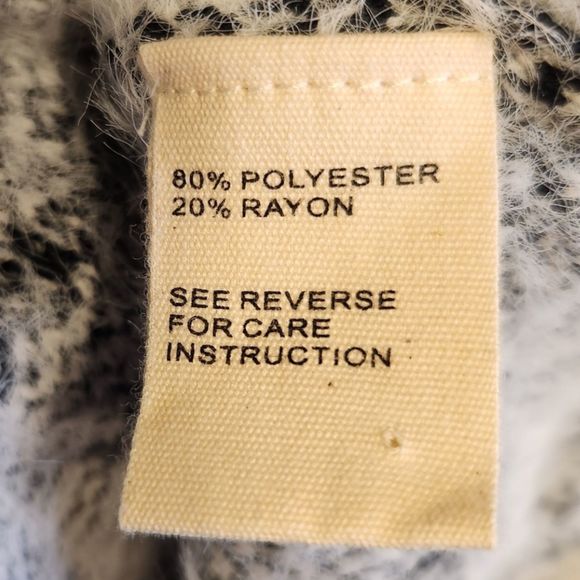 80% POLYESTER
20% RAYON
SEE REVERSE
FOR CARE
INSTRUCTION